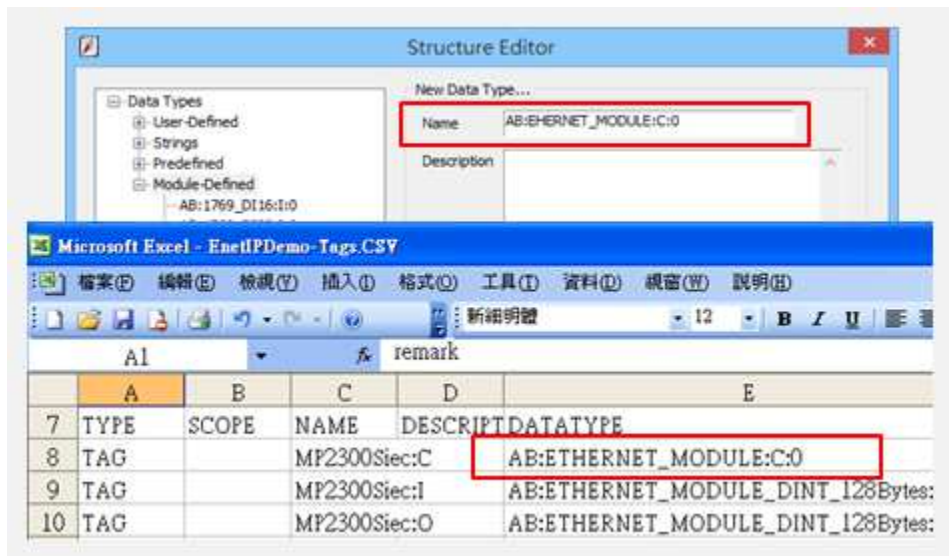 Structure Editor
Data Types
User-Defined
Strings
Predefined
Module-Defined
AB:1769_DI16:I:0
New Data Type...
Name AB:EHERNET_MODULE:C:0
Description
Microsoft Excel - EnetIPDemo-Tags.CSV
檔案(F) 編輯(E) 檢視(V) 插入(I) 格式(O) 工具(T) 資料(D) 視窗(W) 說明(H)
新細明體 12 B I U
A1 fx remark
A B C D E
7 TYPE SCOPE NAME DESCRIPT DATATYPE
8 TAG MP2300Siec:C AB:ETHERNET_MODULE:C:0
9 TAG MP2300Siec:I AB:ETHERNET_MODULE_DINT_128Bytes:
10 TAG MP2300Siec:O AB:ETHERNET_MODULE_DINT_128Bytes: